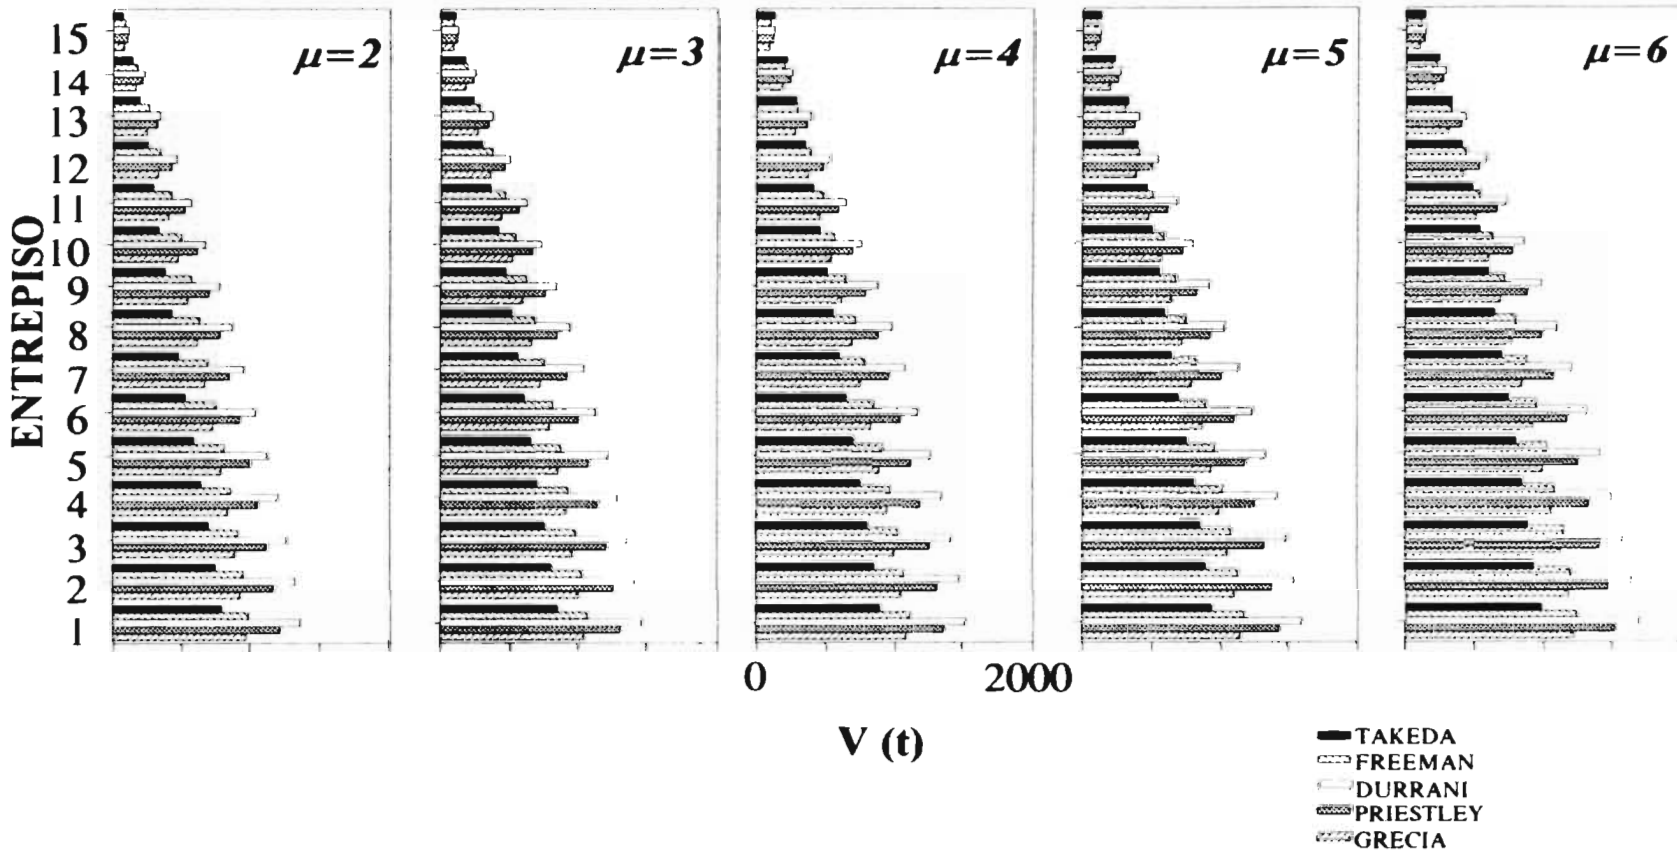 μ=2
μ=3
μ=4
μ=5
μ=6
ENTREPISO
15
14
13
12
11
10
9
8
7
6
5
4
3
2
1
0
2000
V (t)
TAKEDA
FREEMAN
DURRANI
PRIESTLEY
GRECIA